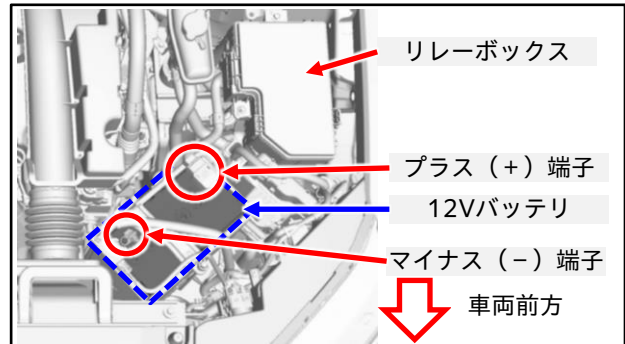 リレーボックス
プラス（+）端子
12Vバッテリ
マイナス（−）端子
車両前方